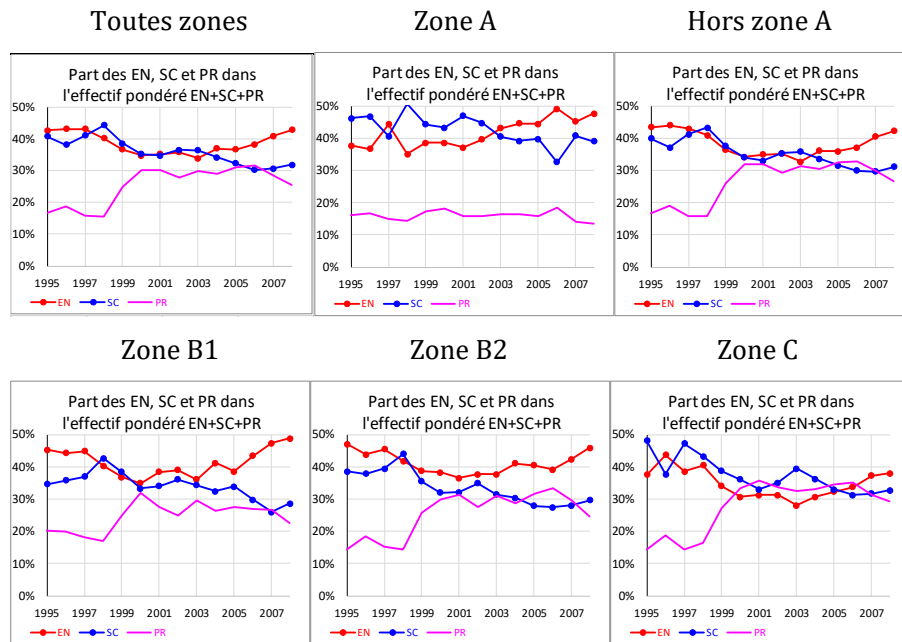 Toutes zones
Zone A
Hors zone A
Part des EN, SC et PR dans
l'effectif pondéré EN+SC+PR
50%
40%
30%
20%
10%
0%
1995 1997 1999 2001 2003 2005 2007
EN SC PR
Part des EN, SC et PR dans
l'effectif pondéré EN+SC+PR
50%
40%
30%
20%
10%
0%
1995 1997 1999 2001 2003 2005 2007
EN SC PR
Part des EN, SC et PR dans
l'effectif pondéré EN+SC+PR
50%
40%
30%
20%
10%
0%
1995 1997 1999 2001 2003 2005 2007
EN SC PR
Zone B1
Zone B2
Zone C
Part des EN, SC et PR dans
l'effectif pondéré EN+SC+PR
50%
40%
30%
20%
10%
0%
1995 1997 1999 2001 2003 2005 2007
EN SC PR
Part des EN, SC et PR dans
l'effectif pondéré EN+SC+PR
50%
40%
30%
20%
10%
0%
1995 1997 1999 2001 2003 2005 2007
EN SC PR
Part des EN, SC et PR dans
l'effectif pondéré EN+SC+PR
50%
40%
30%
20%
10%
0%
1995 1997 1999 2001 2003 2005 2007
EN SC PR